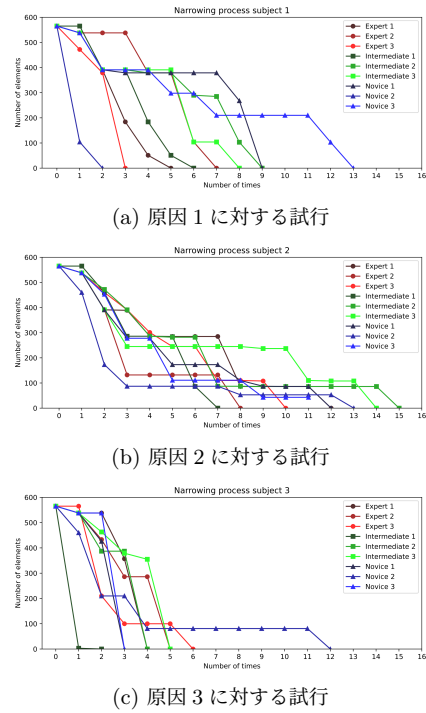 Narrowing process subject 1
Number of elements
600
500
400
300
200
100
0
0 1 2 3 4 5 6 7 8 9 10 11 12 13 14 15 16
Number of times
Expert 1
Expert 2
Expert 3
Intermediate 1
Intermediate 2
Intermediate 3
Novice 1
Novice 2
Novice 3
(a) 原因 1 に対する試行
Narrowing process subject 2
Number of elements
600
500
400
300
200
100
0
0 1 2 3 4 5 6 7 8 9 10 11 12 13 14 15 16
Number of times
Expert 1
Expert 2
Expert 3
Intermediate 1
Intermediate 2
Intermediate 3
Novice 1
Novice 2
Novice 3
(b) 原因 2 に対する試行
Narrowing process subject 3
Number of elements
600
500
400
300
200
100
0
0 1 2 3 4 5 6 7 8 9 10 11 12 13 14 15 16
Number of times
Expert 1
Expert 2
Expert 3
Intermediate 1
Intermediate 2
Intermediate 3
Novice 1
Novice 2
Novice 3
(c) 原因 3 に対する試行